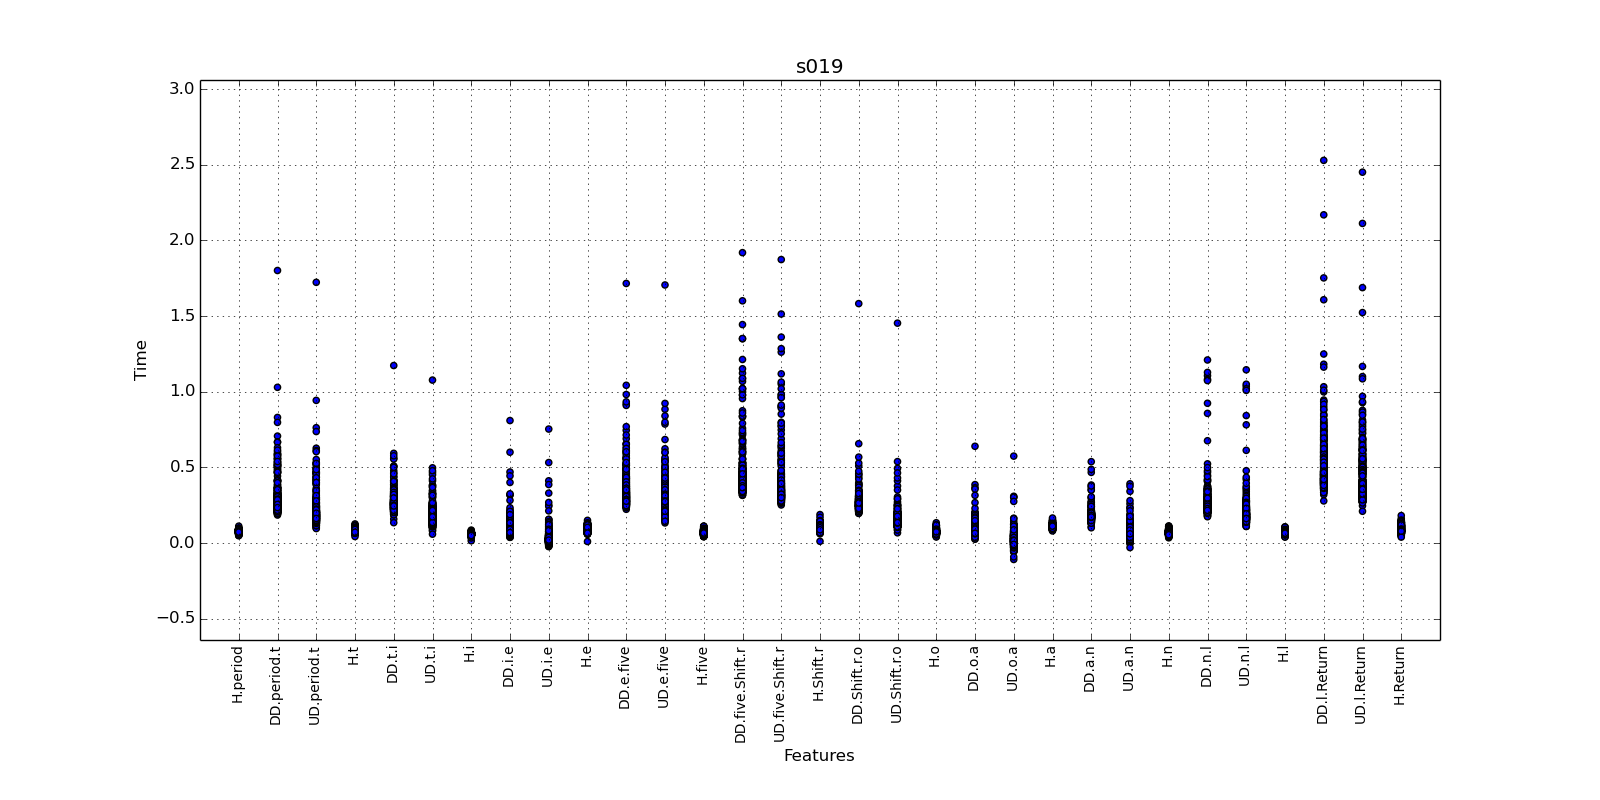 s019
3.0
2.5
2.0
1.5
1.0
0.5
0.0
−0.5
Time
H.period
DD.period.t
UD.period.t
H.t
DD.t.i
UD.t.i
H.i
DD.i.e
UD.i.e
H.e
DD.e.five
UD.e.five
H.five
DD.five.Shift.r
UD.five.Shift.r
H.Shift.r
DD.Shift.r.o
UD.Shift.r.o
H.o
DD.o.a
UD.o.a
H.a
DD.a.n
UD.a.n
H.n
DD.n.l
UD.n.l
H.l
DD.l.Return
UD.l.Return
H.Return
Features